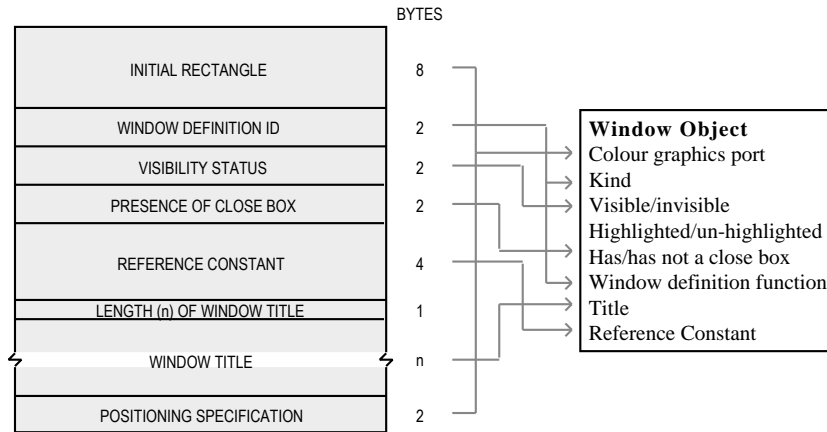 BYTES
INITIAL RECTANGLE 8
WINDOW DEFINITION ID 2
VISIBILITY STATUS 2
PRESENCE OF CLOSE BOX 2
REFERENCE CONSTANT 4
LENGTH (n) OF WINDOW TITLE 1
WINDOW TITLE n
POSITIONING SPECIFICATION 2
Window Object
Colour graphics port
Kind
Visible/invisible
Highlighted/un-highlighted
Has/has not a close box
Window definition function
Title
Reference Constant